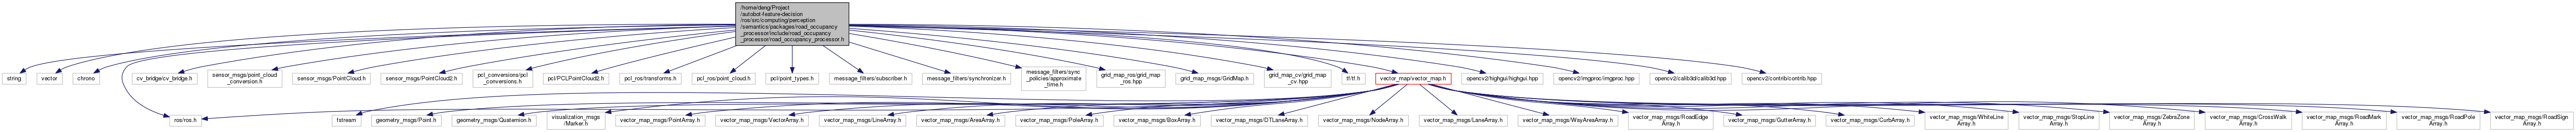 /home/deng/Project
/autobot-feature-decision
/ros/src/computing/perception
/semantics/packages/road_occupancy
_processor/include/road_occupancy
_processor/road_occupancy_processor.h
string
vector
chrono
cv_bridge/cv_bridge.h
sensor_msgs/point_cloud
_conversion.h
sensor_msgs/PointCloud.h
sensor_msgs/PointCloud2.h
pcl_conversions/pcl
_conversions.h
pcl/PCLPointCloud2.h
pcl_ros/transforms.h
pcl_ros/point_cloud.h
pcl/point_types.h
message_filters/subscriber.h
message_filters/synchronizer.h
message_filters/sync
_policies/approximate
_time.h
grid_map_ros/grid_map
_ros.hpp
grid_map_msgs/GridMap.h
grid_map_cv/grid_map
_cv.hpp
tf/tf.h
vector_map/vector_map.h
opencv2/highgui/highgui.hpp
opencv2/imgproc/imgproc.hpp
opencv2/calib3d/calib3d.hpp
opencv2/contrib/contrib.hpp
ros/ros.h
fstream
geometry_msgs/Point.h
geometry_msgs/Quaternion.h
visualization_msgs
/Marker.h
vector_map_msgs/PointArray.h
vector_map_msgs/VectorArray.h
vector_map_msgs/LineArray.h
vector_map_msgs/AreaArray.h
vector_map_msgs/PoleArray.h
vector_map_msgs/BoxArray.h
vector_map_msgs/DTLaneArray.h
vector_map_msgs/NodeArray.h
vector_map_msgs/LaneArray.h
vector_map_msgs/WayAreaArray.h
vector_map_msgs/RoadEdge
Array.h
vector_map_msgs/GutterArray.h
vector_map_msgs/CurbArray.h
vector_map_msgs/WhiteLine
Array.h
vector_map_msgs/StopLine
Array.h
vector_map_msgs/ZebraZone
Array.h
vector_map_msgs/CrossWalk
Array.h
vector_map_msgs/RoadMark
Array.h
vector_map_msgs/RoadPole
Array.h
vector_map_msgs/RoadSign